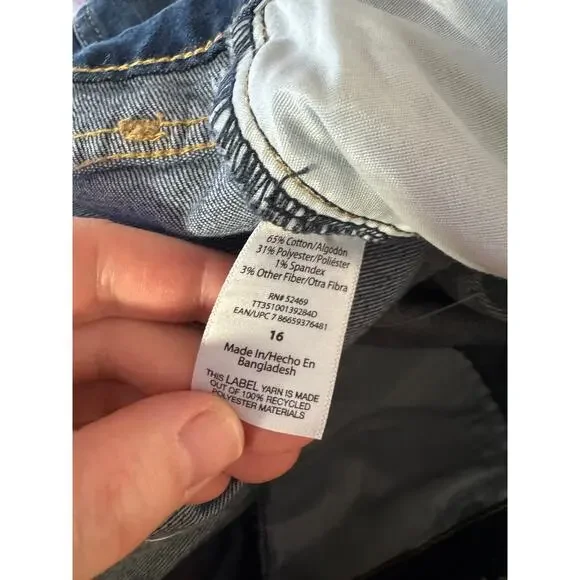 65% Cotton/Algodón
31% Polyester/Poliéster
1% Spandex
3% Other Fiber/Otra Fibra
RN# 52469
TT35100139284D
EAN/UPC 7 86659376481
16
Made In/Hecho En
Bangladesh
THIS LABEL YARN IS MADE
OUT OF 100% RECYCLED
POLYESTER MATERIALS